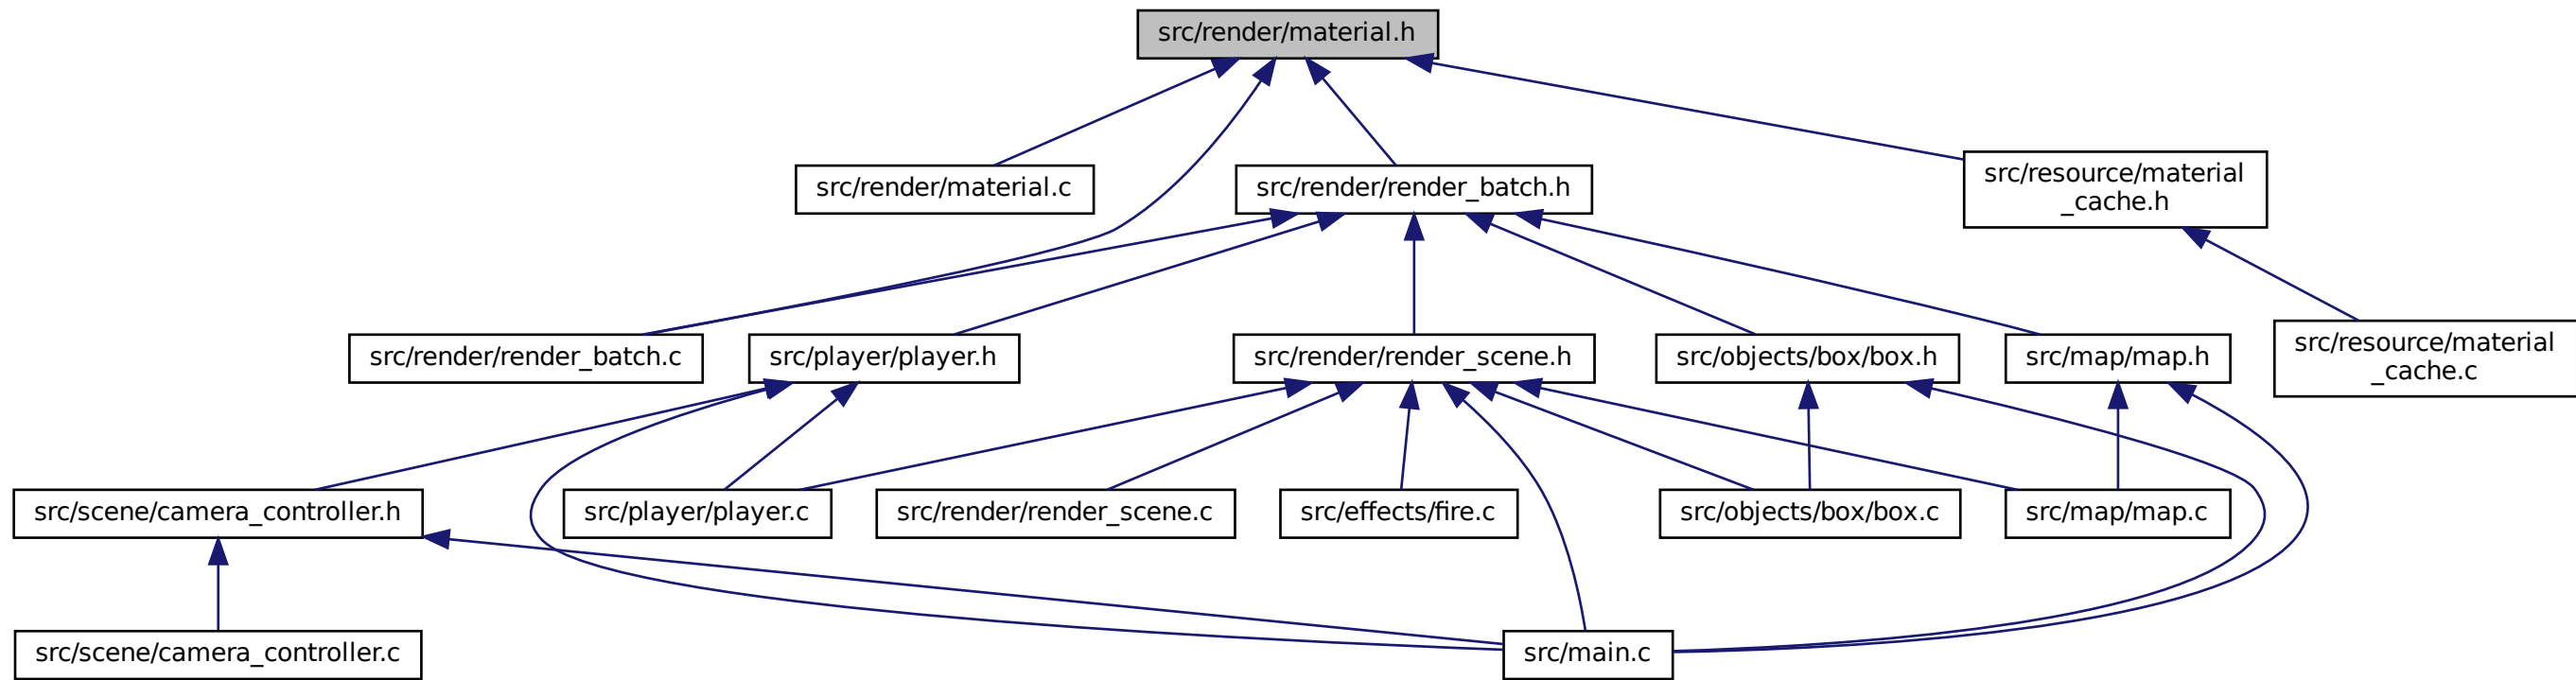 src/render/material.h
src/render/material.c
src/render/render_batch.h
src/resource/material
_cache.h
src/render/render_batch.c
src/player/player.h
src/render/render_scene.h
src/objects/box/box.h
src/map/map.h
src/resource/material
_cache.c
src/scene/camera_controller.h
src/player/player.c
src/render/render_scene.c
src/effects/fire.c
src/objects/box/box.c
src/map/map.c
src/scene/camera_controller.c
src/main.c